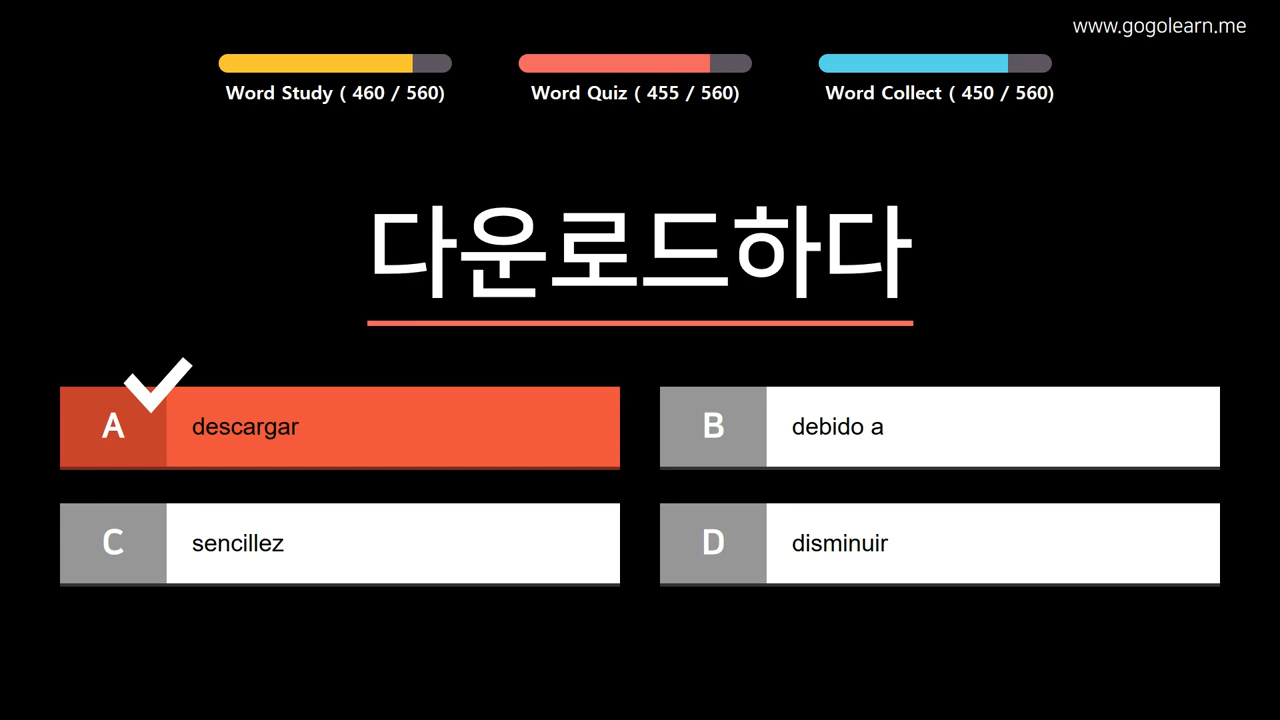 www.gogolearn.me
Word Study ( 460 / 560)
Word Quiz ( 455 / 560)
Word Collect ( 450 / 560)
다운로드하다
A descargar
B debido a
C sencillez
D disminuir